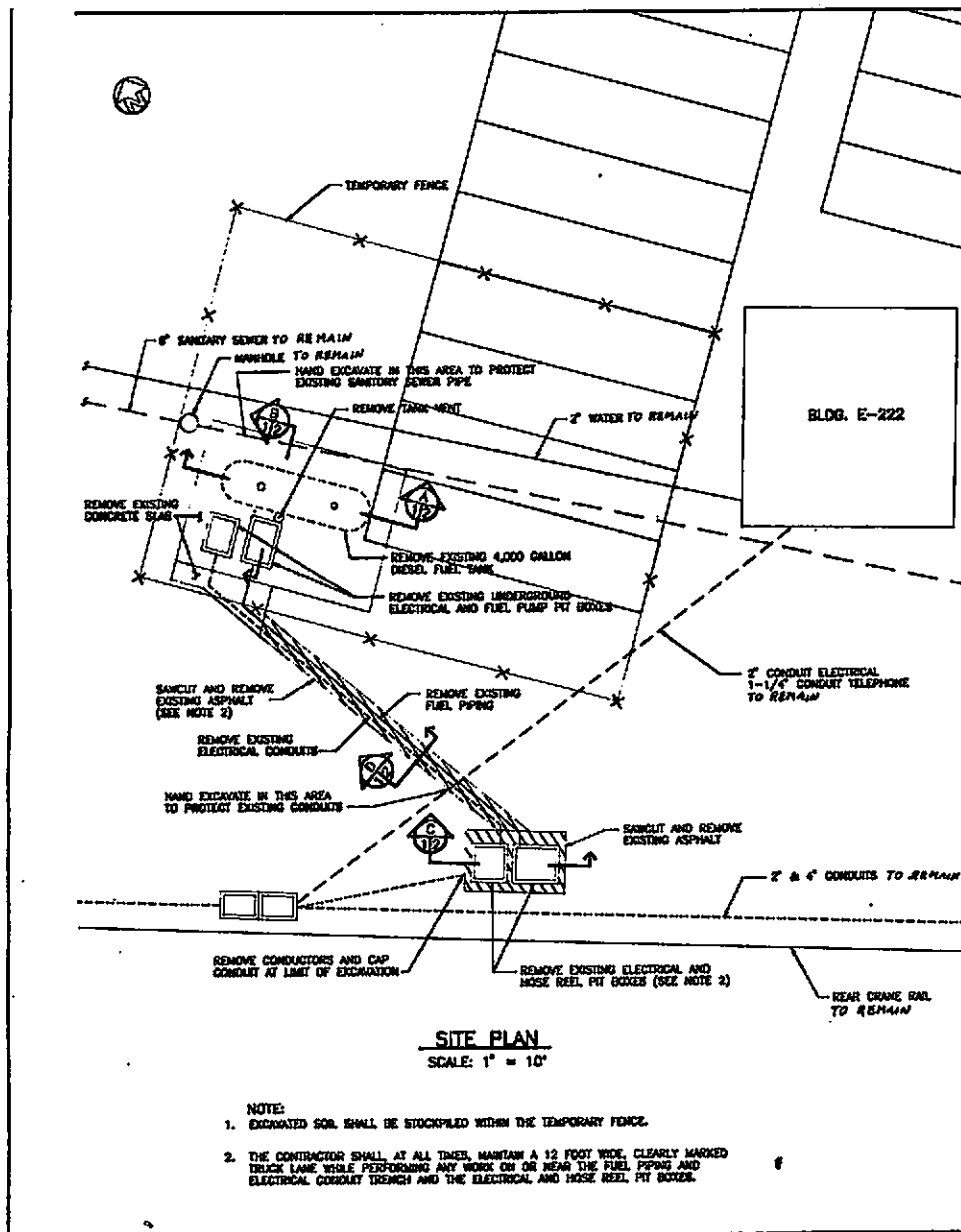 N
TEMPORARY FENCE
6" SANITARY SEWER TO REMAIN
MANHOLE TO REMAIN
HAND EXCAVATE IN THIS AREA TO PROTECT
EXISTING SANITARY SEWER PIPE
REMOVE TANK VENT
B
1/2
2" WATER TO REMAIN
BLDG. E-222
A
1/2
REMOVE EXISTING
CONCRETE SLAB
REMOVE EXISTING 4,000 GALLON
DIESEL FUEL TANK
REMOVE EXISTING UNDERGROUND
ELECTRICAL AND FUEL PUMP PIT BOXES
SAWCUT AND REMOVE
EXISTING ASPHALT
(SEE NOTE 2)
REMOVE EXISTING
FUEL PIPING
2" CONDUIT ELECTRICAL
1-1/4" CONDUIT TELEPHONE
TO REMAIN
REMOVE EXISTING
ELECTRICAL CONDUITS
HAND EXCAVATE IN THIS AREA
TO PROTECT EXISTING CONDUITS
C
1/2
SAWCUT AND REMOVE
EXISTING ASPHALT
2" & 4" CONDUITS TO REMAIN
REMOVE CONDUCTORS AND CAP
CONDUIT AT LIMIT OF EXCAVATION
REMOVE EXISTING ELECTRICAL AND
HOSE REEL PIT BOXES (SEE NOTE 2)
REAR CRANE RAIL
TO REMAIN
SITE PLAN
SCALE: 1" = 10'
NOTE:
1. EXCAVATED SOIL SHALL BE STOCKPILED WITHIN THE TEMPORARY FENCE.
2. THE CONTRACTOR SHALL, AT ALL TIMES, MAINTAIN A 12 FOOT WIDE, CLEARLY MARKED
TRUCK LANE WHILE PERFORMING ANY WORK ON OR NEAR THE FUEL PIPING AND
ELECTRICAL CONDUIT TRENCH AND THE ELECTRICAL AND HOSE REEL PIT BOXES.